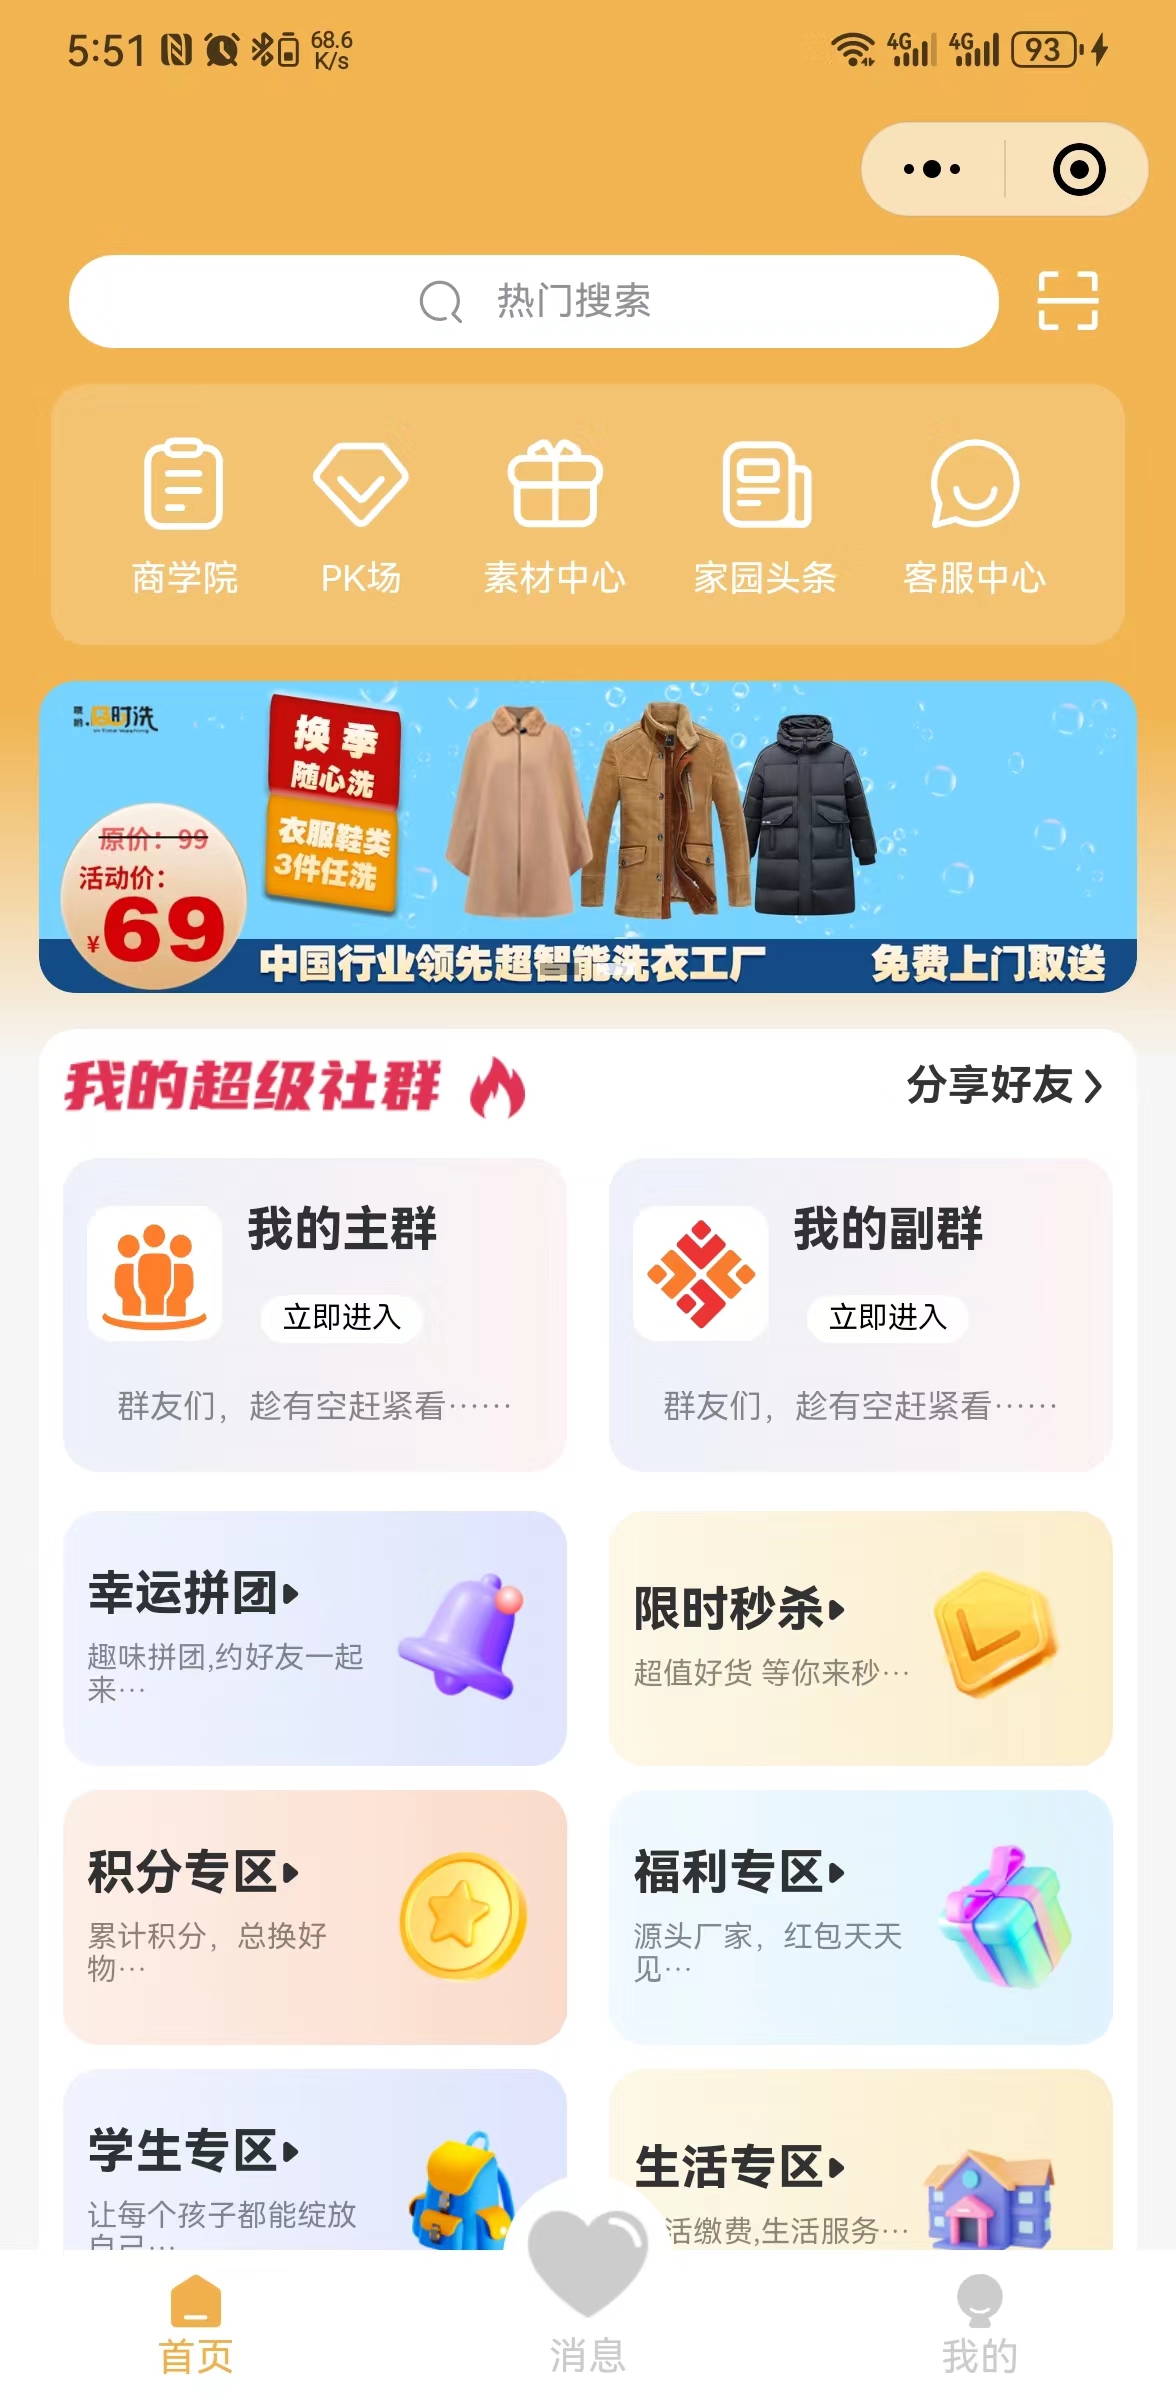 5:51
68.6
K/s
4G
4G
93
热门搜索
商学院
PK场
素材中心
家园头条
客服中心
时洗
换季
随心洗
衣服鞋类
3件任洗
原价：99
活动价：
¥69
中国行业领先超智能洗衣工厂
免费上门取送
我的超级社群
分享好友
我的主群
立即进入
群友们，趁有空赶紧看······
我的副群
立即进入
群友们，趁有空赶紧看······
幸运拼团
趣味拼团,约好友一起
来···
限时秒杀
超值好货 等你来秒···
积分专区
累计积分，总换好
物···
福利专区
源头厂家，红包天天
见···
学生专区
让每个孩子都能绽放
自己···
生活专区
活缴费,生活服务···
首页
消息
我的